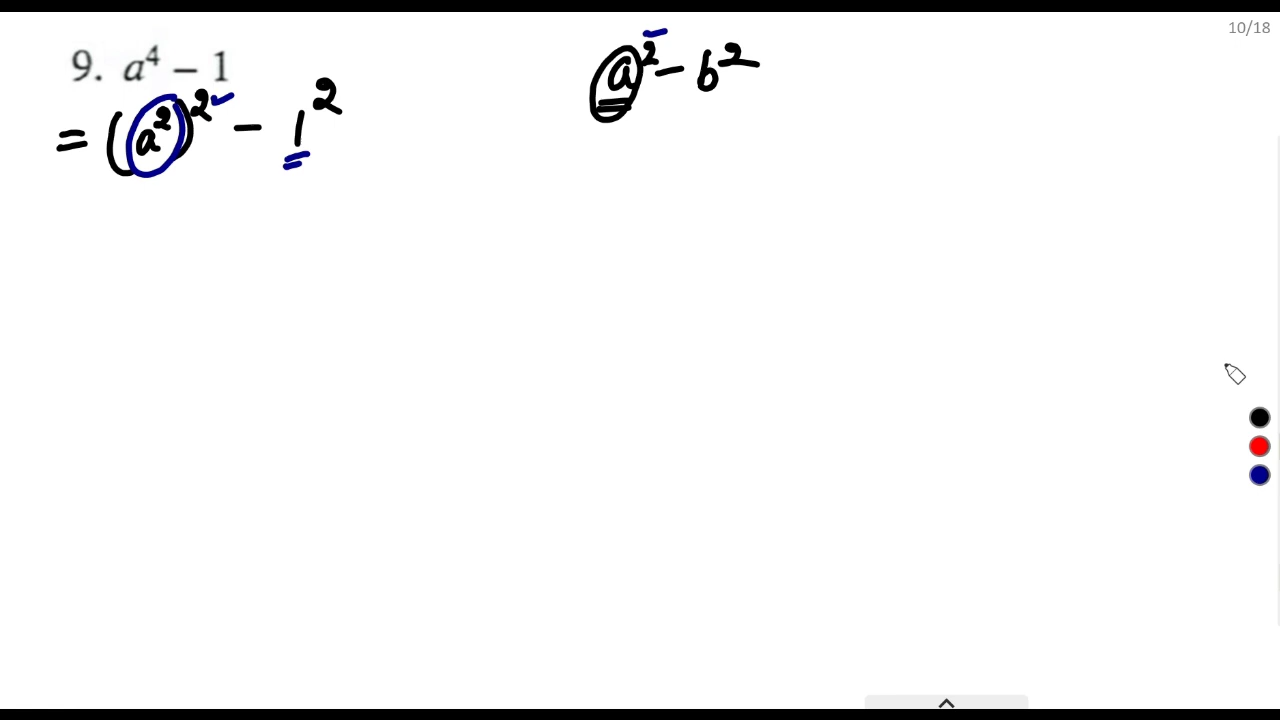 10/18
9. a⁴ − 1
a² − b²
= (a²)² − 1²